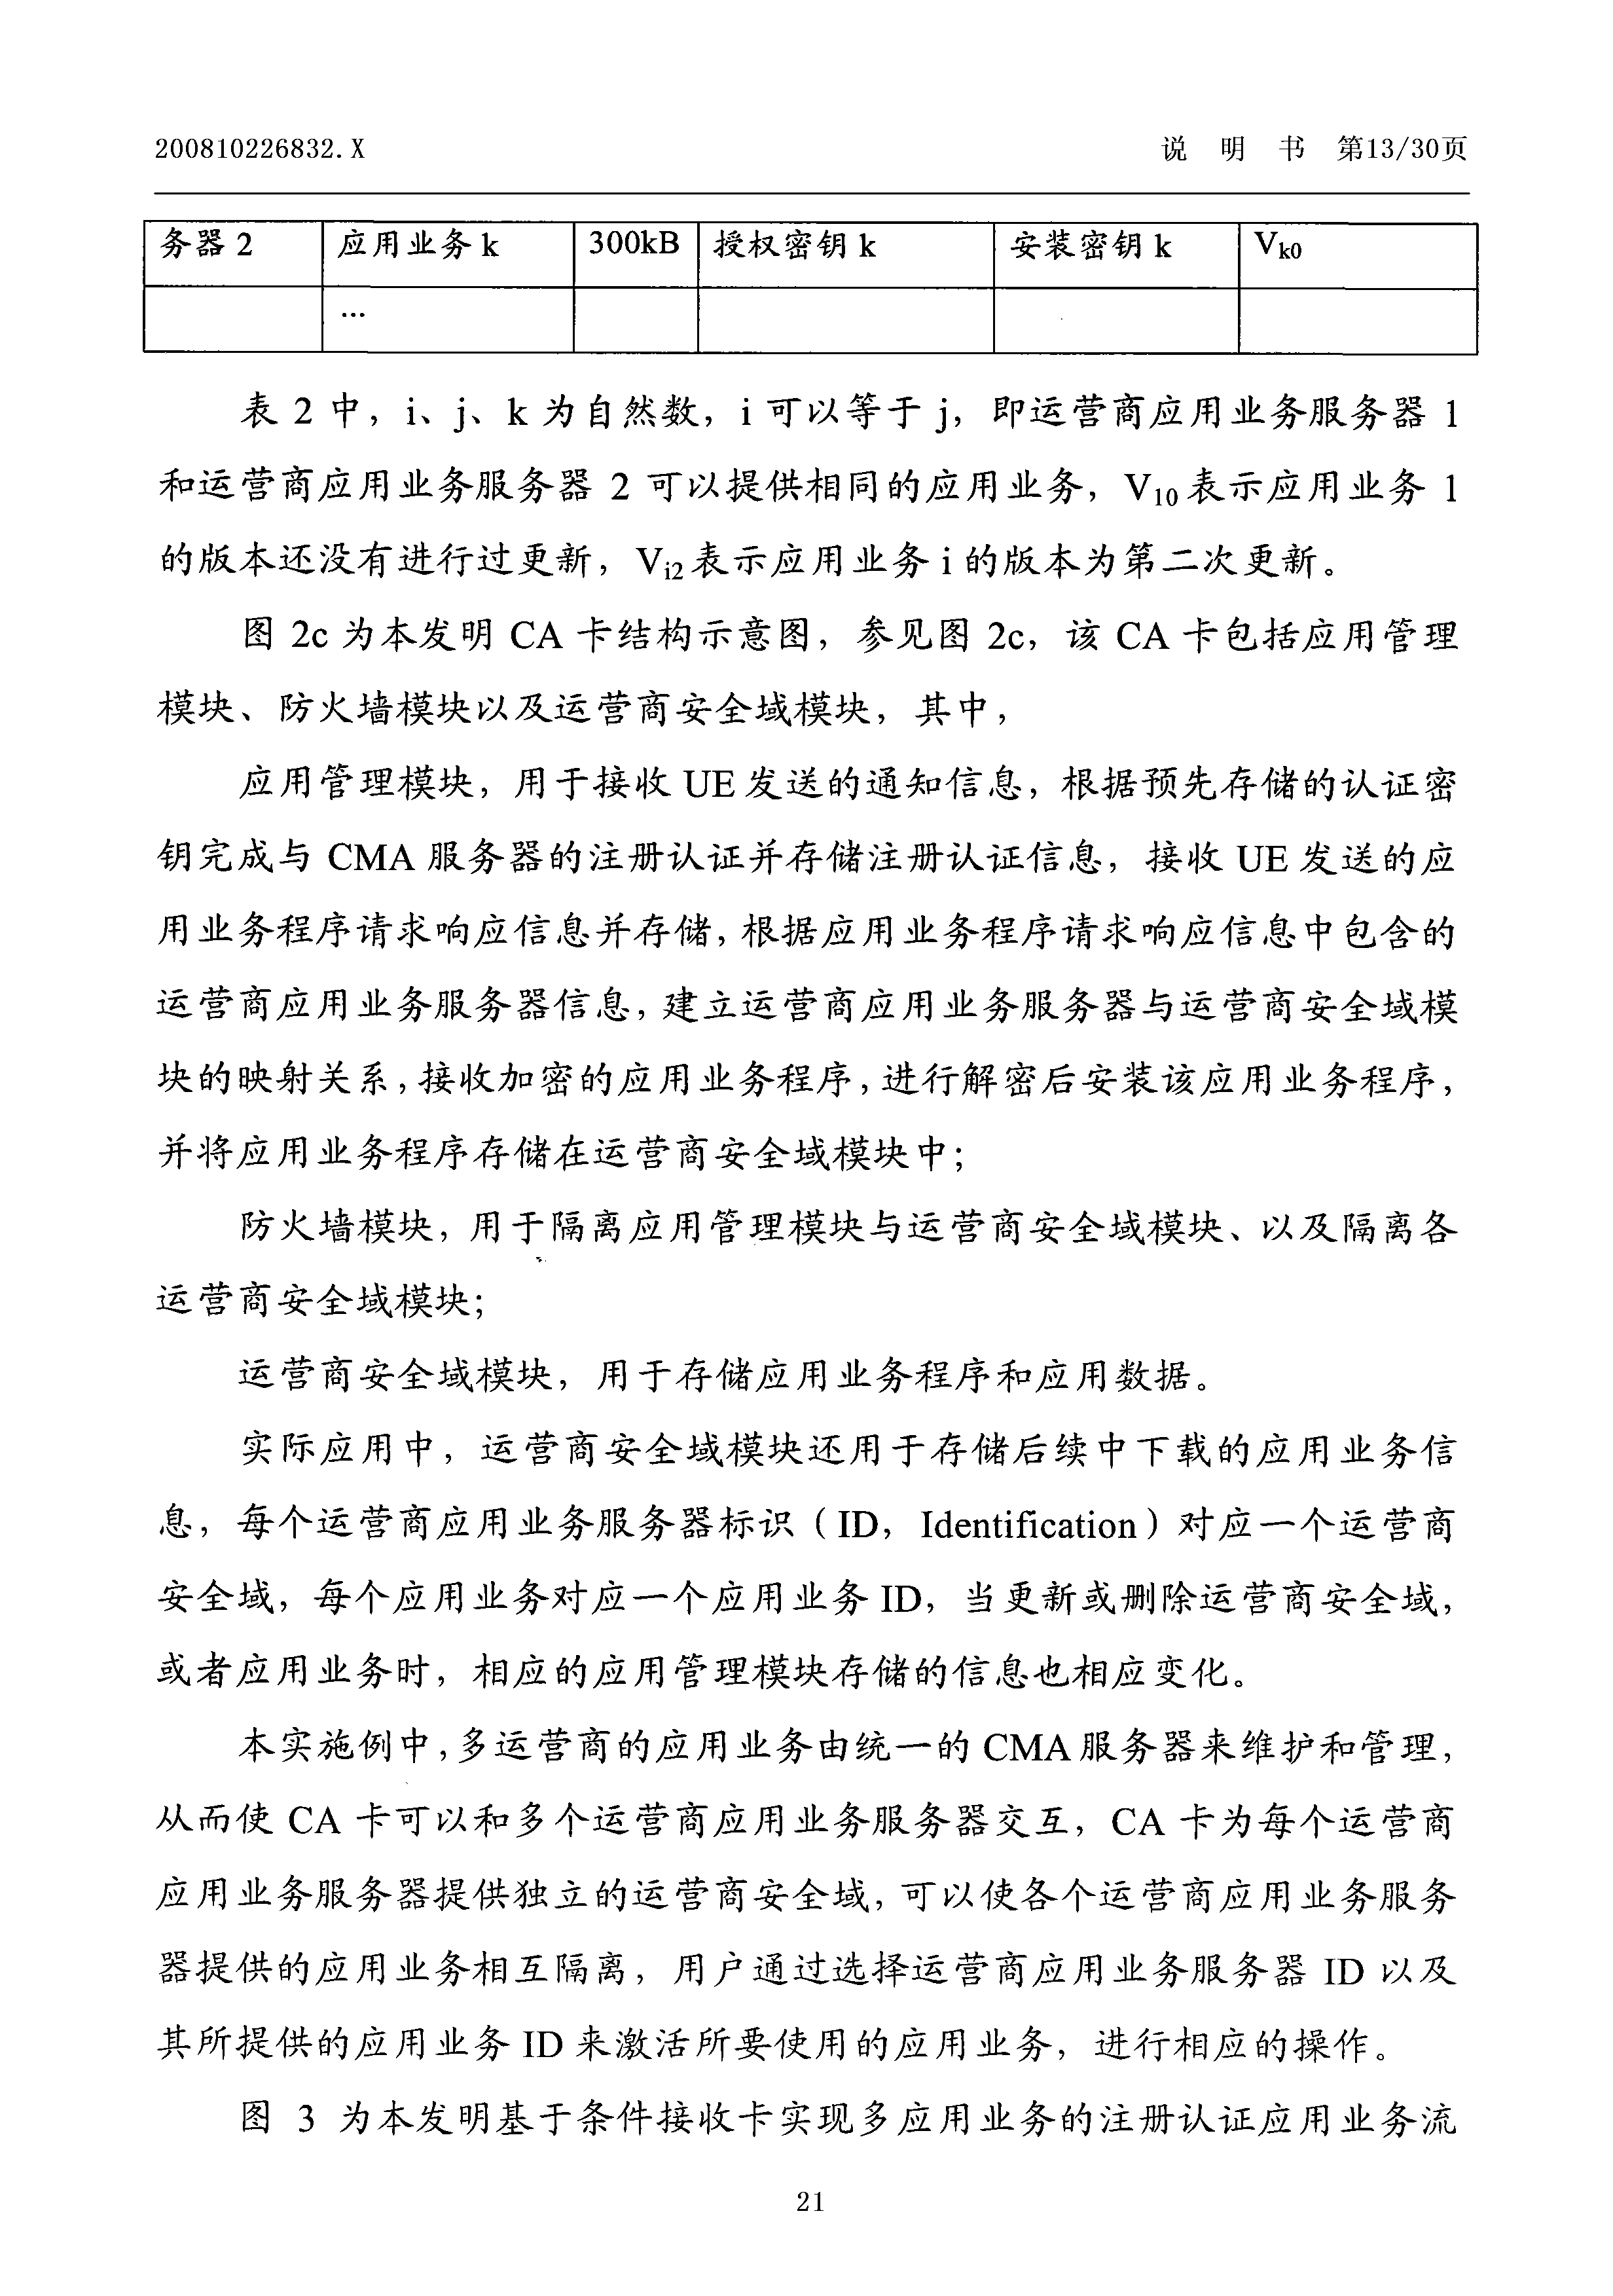 200810226832.X 说 明 书 第13/30页
务器 2 应用业务 k 300kB 授权密钥 k 安装密钥 k Vk0
…
表 2 中，i、j、k 为自然数，i 可以等于 j，即运营商应用业务服务器 1
和运营商应用业务服务器 2 可以提供相同的应用业务，V10 表示应用业务 1
的版本还没有进行过更新，Vi2 表示应用业务 i 的版本为第二次更新。
图 2c 为本发明 CA 卡结构示意图，参见图 2c，该 CA 卡包括应用管理
模块、防火墙模块以及运营商安全域模块，其中，
应用管理模块，用于接收 UE 发送的通知信息，根据预先存储的认证密
钥完成与 CMA 服务器的注册认证并存储注册认证信息，接收 UE 发送的应
用业务程序请求响应信息并存储，根据应用业务程序请求响应信息中包含的
运营商应用业务服务器信息，建立运营商应用业务服务器与运营商安全域模
块的映射关系，接收加密的应用业务程序，进行解密后安装该应用业务程序，
并将应用业务程序存储在运营商安全域模块中；
防火墙模块，用于隔离应用管理模块与运营商安全域模块、以及隔离各
运营商安全域模块；
运营商安全域模块，用于存储应用业务程序和应用数据。
实际应用中，运营商安全域模块还用于存储后续中下载的应用业务信
息，每个运营商应用业务服务器标识（ID，Identification）对应一个运营商
安全域，每个应用业务对应一个应用业务 ID，当更新或删除运营商安全域，
或者应用业务时，相应的应用管理模块存储的信息也相应变化。
本实施例中，多运营商的应用业务由统一的 CMA 服务器来维护和管理，
从而使 CA 卡可以和多个运营商应用业务服务器交互，CA 卡为每个运营商
应用业务服务器提供独立的运营商安全域，可以使各个运营商应用业务服务
器提供的应用业务相互隔离，用户通过选择运营商应用业务服务器 ID 以及
其所提供的应用业务 ID 来激活所要使用的应用业务，进行相应的操作。
图 3 为本发明基于条件接收卡实现多应用业务的注册认证应用业务流
21